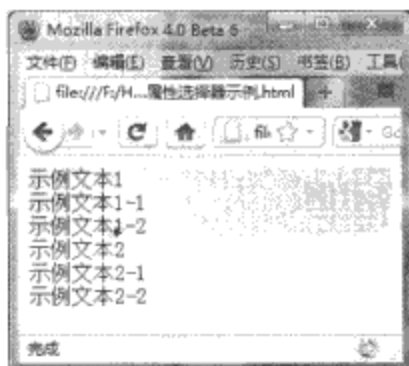 Mozilla Firefox 4.0 Beta 6
文件(F) 编辑(E) 查看(V) 历史(S) 书签(B) 工具(
file:///F:/H...属性选择器示例.html
示例文本1
示例文本1-1
示例文本1-2
示例文本2
示例文本2-1
示例文本2-2
完成